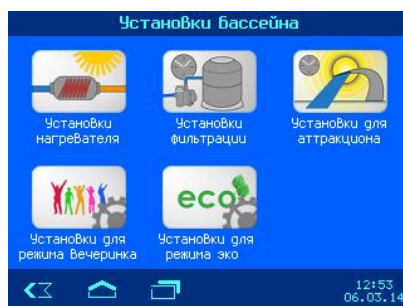 Установки бассейна
Установки
нагревателя
Установки
фильтрации
Установки для
аттракциона
eco
Установки для
режима Вечеринка
Установки для
режима эко
12:53
06.03.14